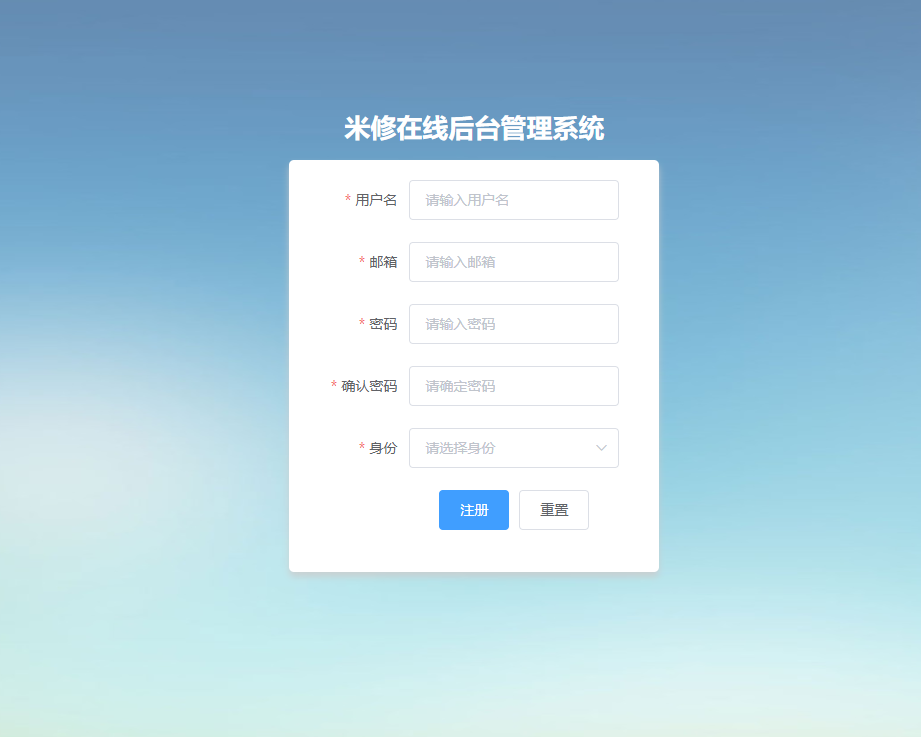 米修在线后台管理系统
* 用户名 请输入用户名
* 邮箱 请输入邮箱
* 密码 请输入密码
* 确认密码 请确定密码
* 身份 请选择身份
注册 重置